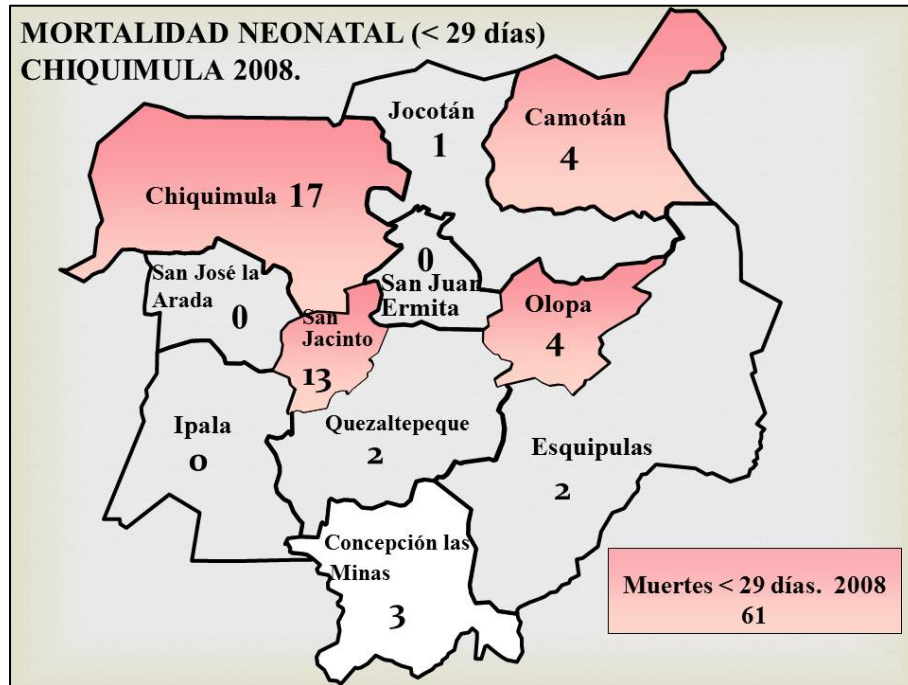 MORTALIDAD NEONATAL (< 29 días)
CHIQUIMULA 2008.
Jocotán
1
Camotán
4
Chiquimula 17
0
San Juan
Ermita
San José la
Arada
0
San
Jacinto
13
Olopa
4
Ipala
0
Quezaltepeque
2
Esquipulas
2
Concepción las
Minas
3
Muertes < 29 días. 2008
61